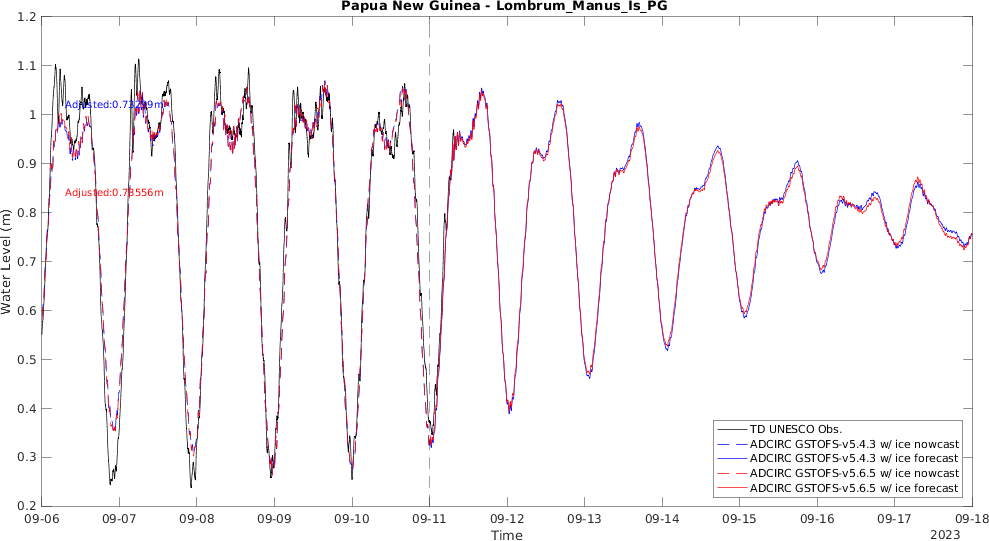 Papua New Guinea - Lombrum_Manus_Is_PG
1.2
1.1
1
0.9
0.8
0.7
0.6
0.5
0.4
0.3
0.2
Water Level (m)
Adjusted:0.73556m
TD UNESCO Obs.
ADCIRC GSTOFS-v5.4.3 w/ ice nowcast
ADCIRC GSTOFS-v5.4.3 w/ ice forecast
ADCIRC GSTOFS-v5.6.5 w/ ice nowcast
ADCIRC GSTOFS-v5.6.5 w/ ice forecast
09-06 09-07 09-08 09-09 09-10 09-11 09-12 09-13 09-14 09-15 09-16 09-17 09-18
Time
2023